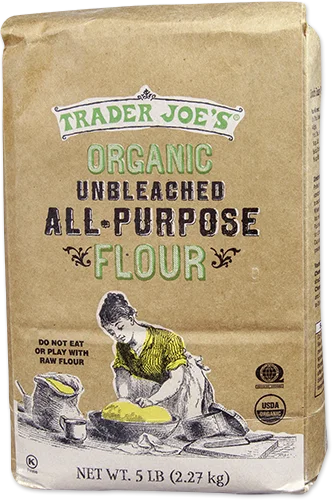 TRADER JOE'S®
ORGANIC
UNBLEACHED
ALL-PURPOSE
FLOUR
DO NOT EAT
OR PLAY WITH
RAW FLOUR
USDA
ORGANIC
K
NET WT. 5 LB (2.27 kg)